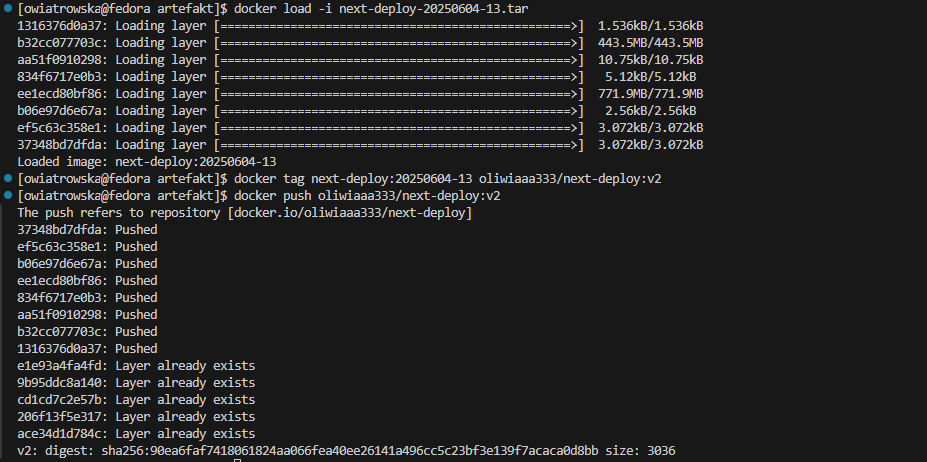 [owiatrowska@fedora artefakt]$ docker load -i next-deploy-20250604-13.tar
1316376d0a37: Loading layer [==================================================>]  1.536kB/1.536kB
b32cc077703c: Loading layer [==================================================>]  443.5MB/443.5MB
aa51f0910298: Loading layer [==================================================>]  10.75kB/10.75kB
834f6717e0b3: Loading layer [==================================================>]   5.12kB/5.12kB
ee1ecd80bf86: Loading layer [==================================================>]  771.9MB/771.9MB
b06e97d6e67a: Loading layer [==================================================>]   2.56kB/2.56kB
ef5c63c358e1: Loading layer [==================================================>]  3.072kB/3.072kB
37348bd7dfda: Loading layer [==================================================>]  3.072kB/3.072kB
Loaded image: next-deploy:20250604-13
[owiatrowska@fedora artefakt]$ docker tag next-deploy:20250604-13 oliwiaaa333/next-deploy:v2
[owiatrowska@fedora artefakt]$ docker push oliwiaaa333/next-deploy:v2
The push refers to repository [docker.io/oliwiaaa333/next-deploy]
37348bd7dfda: Pushed
ef5c63c358e1: Pushed
b06e97d6e67a: Pushed
ee1ecd80bf86: Pushed
834f6717e0b3: Pushed
aa51f0910298: Pushed
b32cc077703c: Pushed
1316376d0a37: Pushed
e1e93a4fa4fd: Layer already exists
9b95ddc8a140: Layer already exists
cd1cd7c2e57b: Layer already exists
206f13f5e317: Layer already exists
ace34d1d784c: Layer already exists
v2: digest: sha256:90ea6faf7418061824aa066fea40ee26141a496cc5c23bf3e139f7acaca0d8bb size: 3036